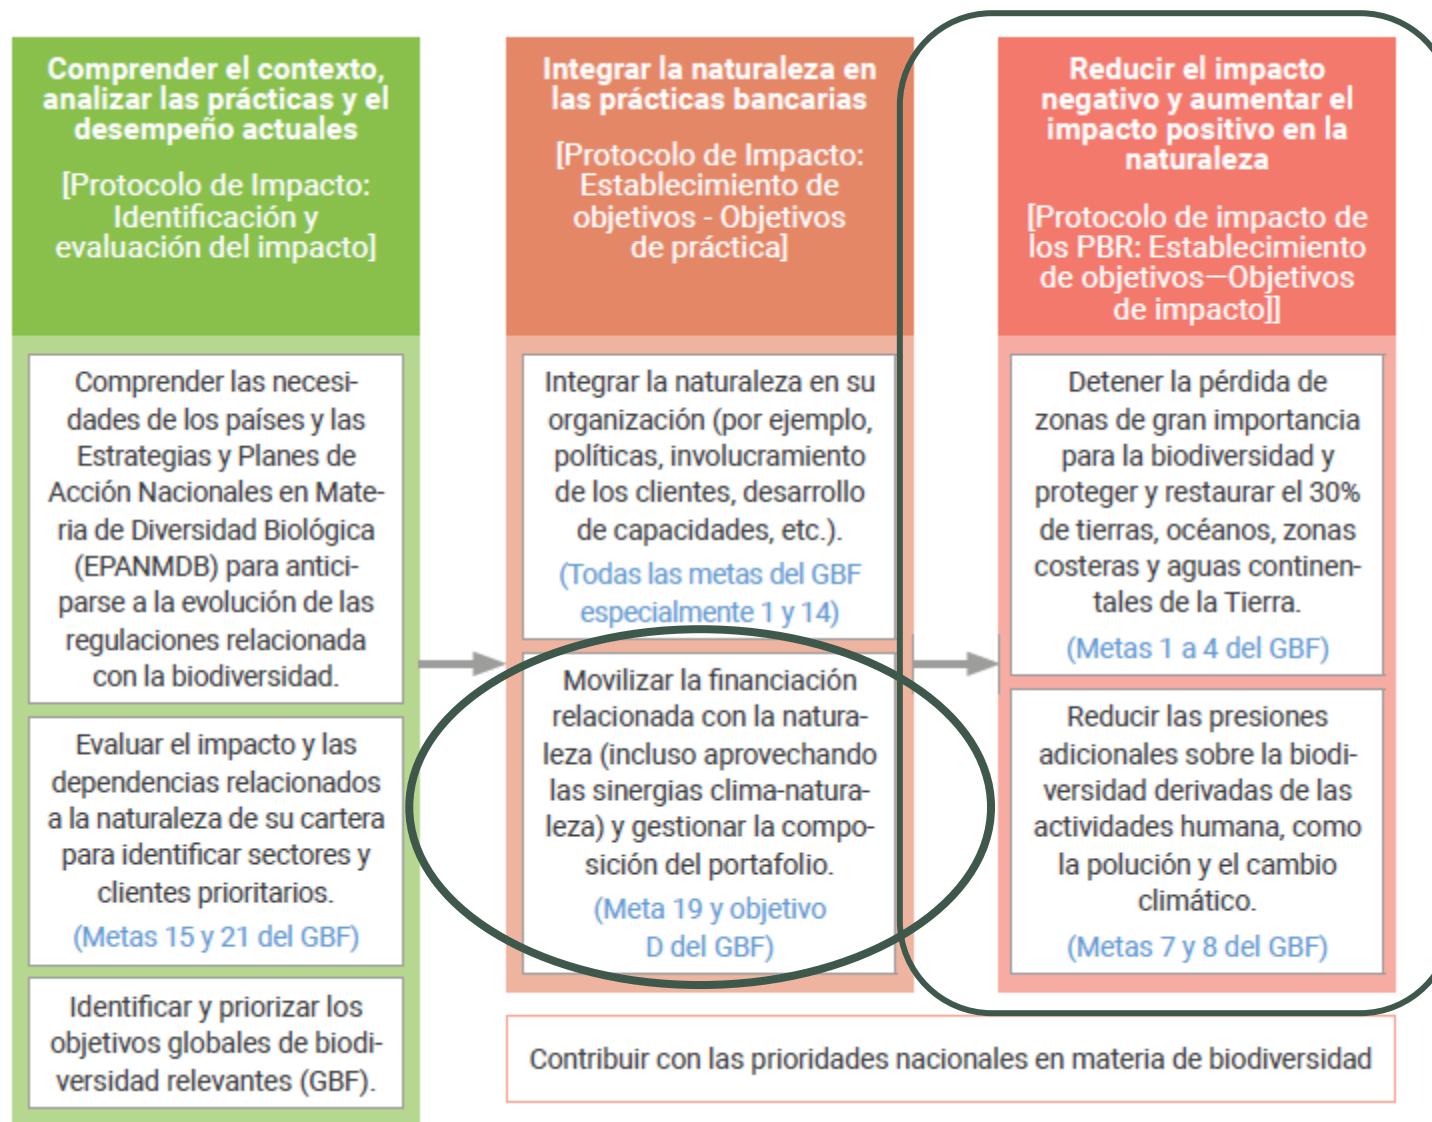 Comprender el contexto,
analizar las prácticas y el
desempeño actuales
[Protocolo de Impacto:
Identificación y
evaluación del impacto]
Comprender las necesi-
dades de los países y las
Estrategias y Planes de
Acción Nacionales en Mate-
ria de Diversidad Biológica
(EPANMDB) para antici-
parse a la evolución de las
regulaciones relacionada
con la biodiversidad.
Evaluar el impacto y las
dependencias relacionados
a la naturaleza de su cartera
para identificar sectores y
clientes prioritarios.
(Metas 15 y 21 del GBF)
Identificar y priorizar los
objetivos globales de biodi-
versidad relevantes (GBF).
Integrar la naturaleza en
las prácticas bancarias
[Protocolo de Impacto:
Establecimiento de
objetivos - Objetivos
de práctica]
Integrar la naturaleza en su
organización (por ejemplo,
políticas, involucramiento
de los clientes, desarrollo
de capacidades, etc.).
(Todas las metas del GBF
especialmente 1 y 14)
Movilizar la financiación
relacionada con la natura-
leza (incluso aprovechando
las sinergias clima-natura-
leza) y gestionar la compo-
sición del portafolio.
(Meta 19 y objetivo
D del GBF)
Reducir el impacto
negativo y aumentar el
impacto positivo en la
naturaleza
[Protocolo de impacto de
los PBR: Establecimiento
de objetivos—Objetivos
de impacto]]
Detener la pérdida de
zonas de gran importancia
para la biodiversidad y
proteger y restaurar el 30%
de tierras, océanos, zonas
costeras y aguas continen-
tales de la Tierra.
(Metas 1 a 4 del GBF)
Reducir las presiones
adicionales sobre la biodi-
versidad derivadas de las
actividades humana, como
la polución y el cambio
climático.
(Metas 7 y 8 del GBF)
Contribuir con las prioridades nacionales en materia de biodiversidad